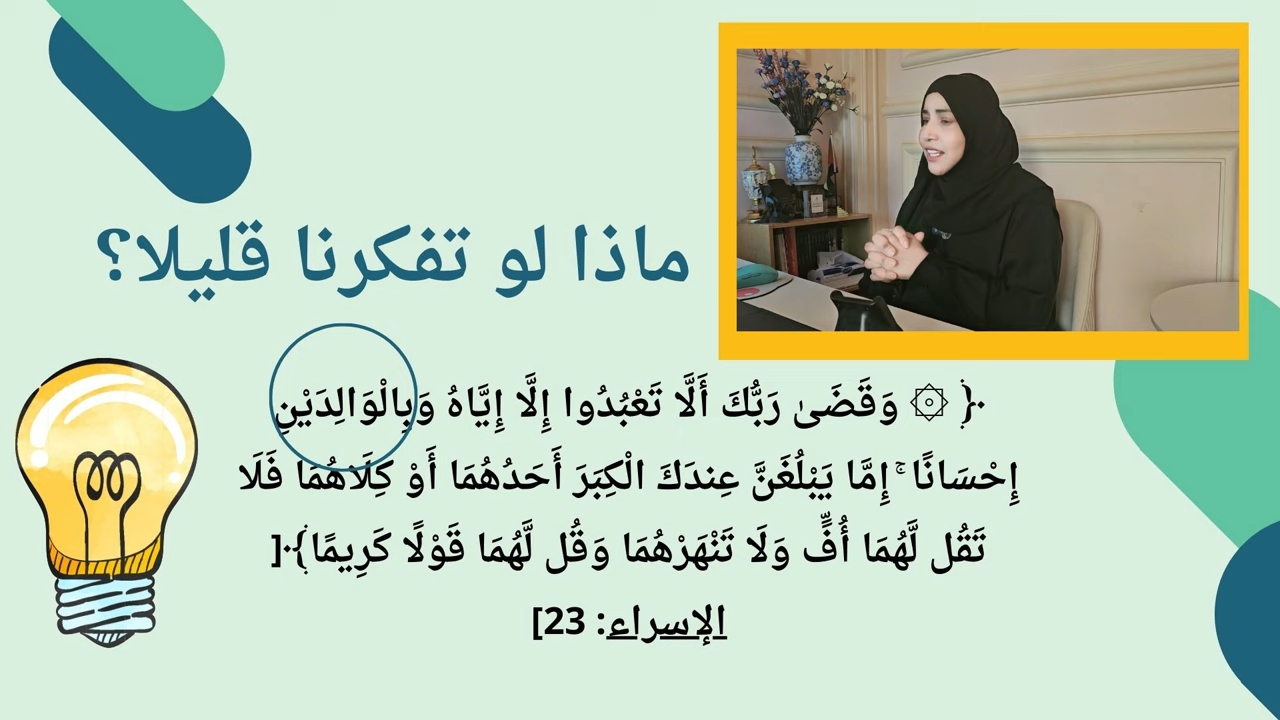 ماذا لو تفكرنا قليلا؟
﴿ ۞ وَقَضَىٰ رَبُّكَ أَلَّا تَعْبُدُوا إِلَّا إِيَّاهُ وَبِالْوَالِدَيْنِ
إِحْسَانًا ۚ إِمَّا يَبْلُغَنَّ عِندَكَ الْكِبَرَ أَحَدُهُمَا أَوْ كِلَاهُمَا فَلَا
تَقُل لَّهُمَا أُفٍّ وَلَا تَنْهَرْهُمَا وَقُل لَّهُمَا قَوْلًا كَرِيمًا﴾[
الإسراء: 23]